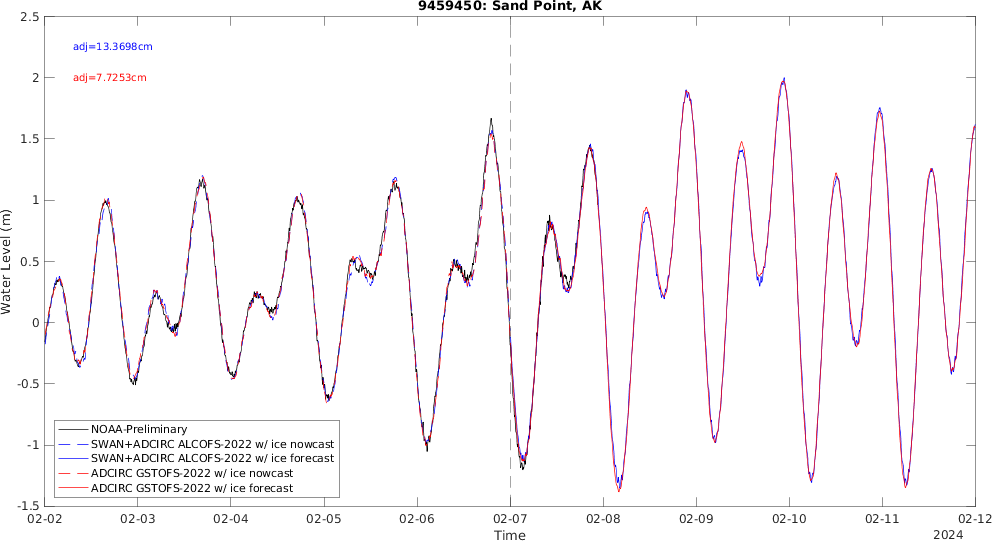 9459450: Sand Point, AK
adj=13.3698cm
adj=7.7253cm
Water Level (m)
2.5
2
1.5
1
0.5
0
-0.5
-1
-1.5
NOAA-Preliminary
SWAN+ADCIRC ALCOFS-2022 w/ ice nowcast
SWAN+ADCIRC ALCOFS-2022 w/ ice forecast
ADCIRC GSTOFS-2022 w/ ice nowcast
ADCIRC GSTOFS-2022 w/ ice forecast
02-02 02-03 02-04 02-05 02-06 02-07 02-08 02-09 02-10 02-11 02-12
Time
2024